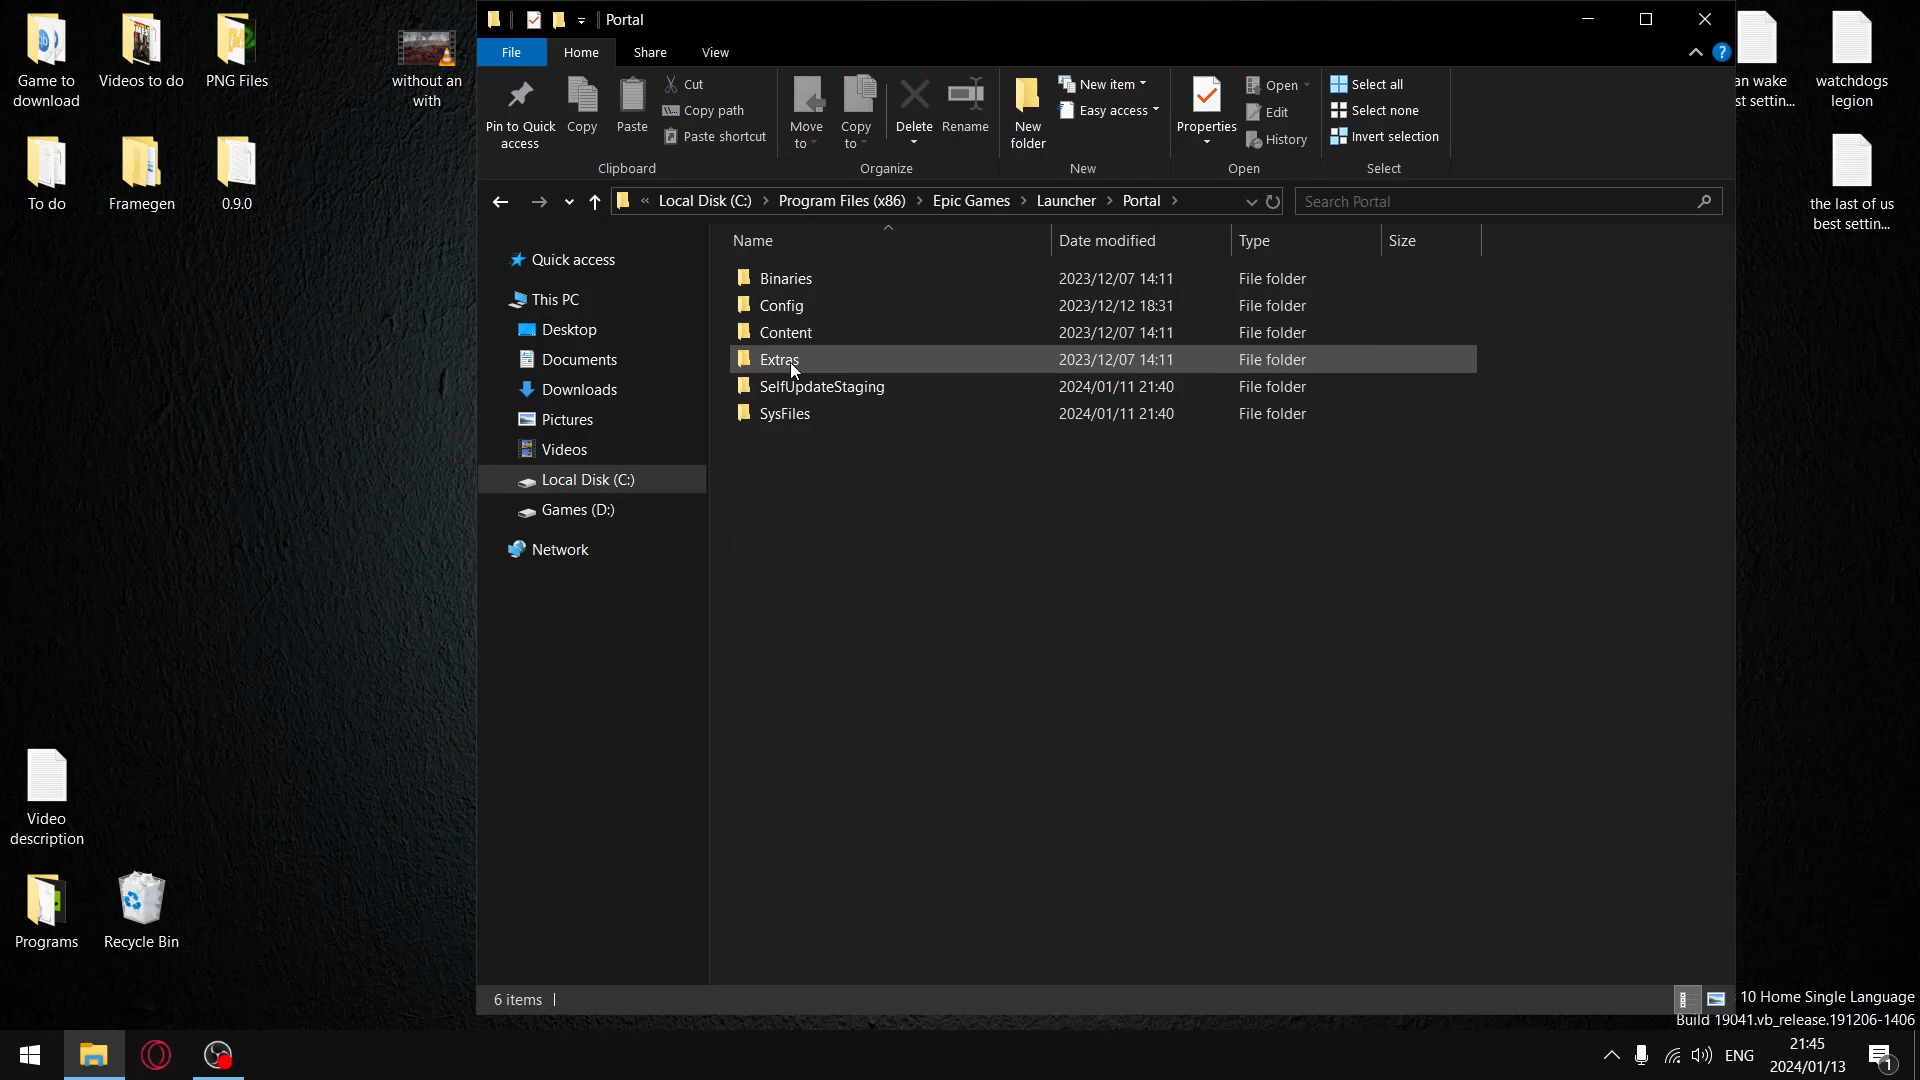 Portal
File
Home
Share
View
Pin to Quick access
Copy
Paste
Cut
Copy path
Paste shortcut
Clipboard
Move to
Copy to
Delete
Rename
Organize
New folder
New item
Easy access
New
Properties
Open
Edit
History
Open
Select all
Select none
Invert selection
Select
« Local Disk (C:) > Program Files (x86) > Epic Games > Launcher > Portal >
Search Portal
Quick access
This PC
Desktop
Documents
Downloads
Pictures
Videos
Local Disk (C:)
Games (D:)
Network
Name Date modified Type Size
Binaries 2023/12/07 14:11 File folder
Config 2023/12/12 18:31 File folder
Content 2023/12/07 14:11 File folder
Extras 2023/12/07 14:11 File folder
SelfUpdateStaging 2024/01/11 21:40 File folder
SysFiles 2024/01/11 21:40 File folder
6 items
Game to
download
Videos to do
PNG Files
without an
with
To do
Framegen
0.9.0
Video
description
Programs
Recycle Bin
an wake
st settin...
watchdogs
legion
the last of us
best settin...
10 Home Single Language
Build 19041.vb_release.191206-1406
ENG
21:45
2024/01/13
1